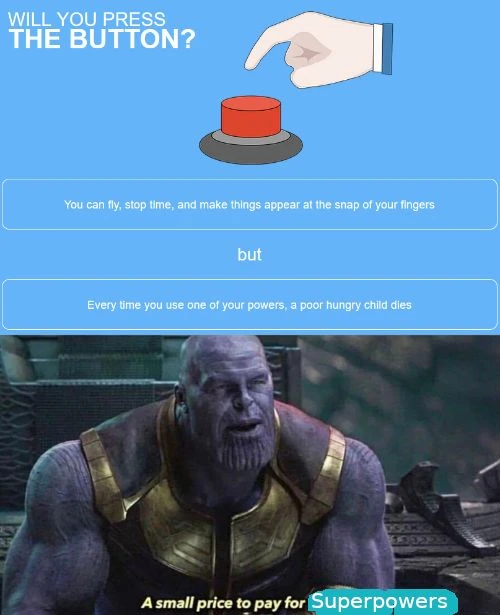 WILL YOU PRESS
THE BUTTON?
You can fly, stop time, and make things appear at the snap of your fingers
but
Every time you use one of your powers, a poor hungry child dies
A small price to pay for Superpowers